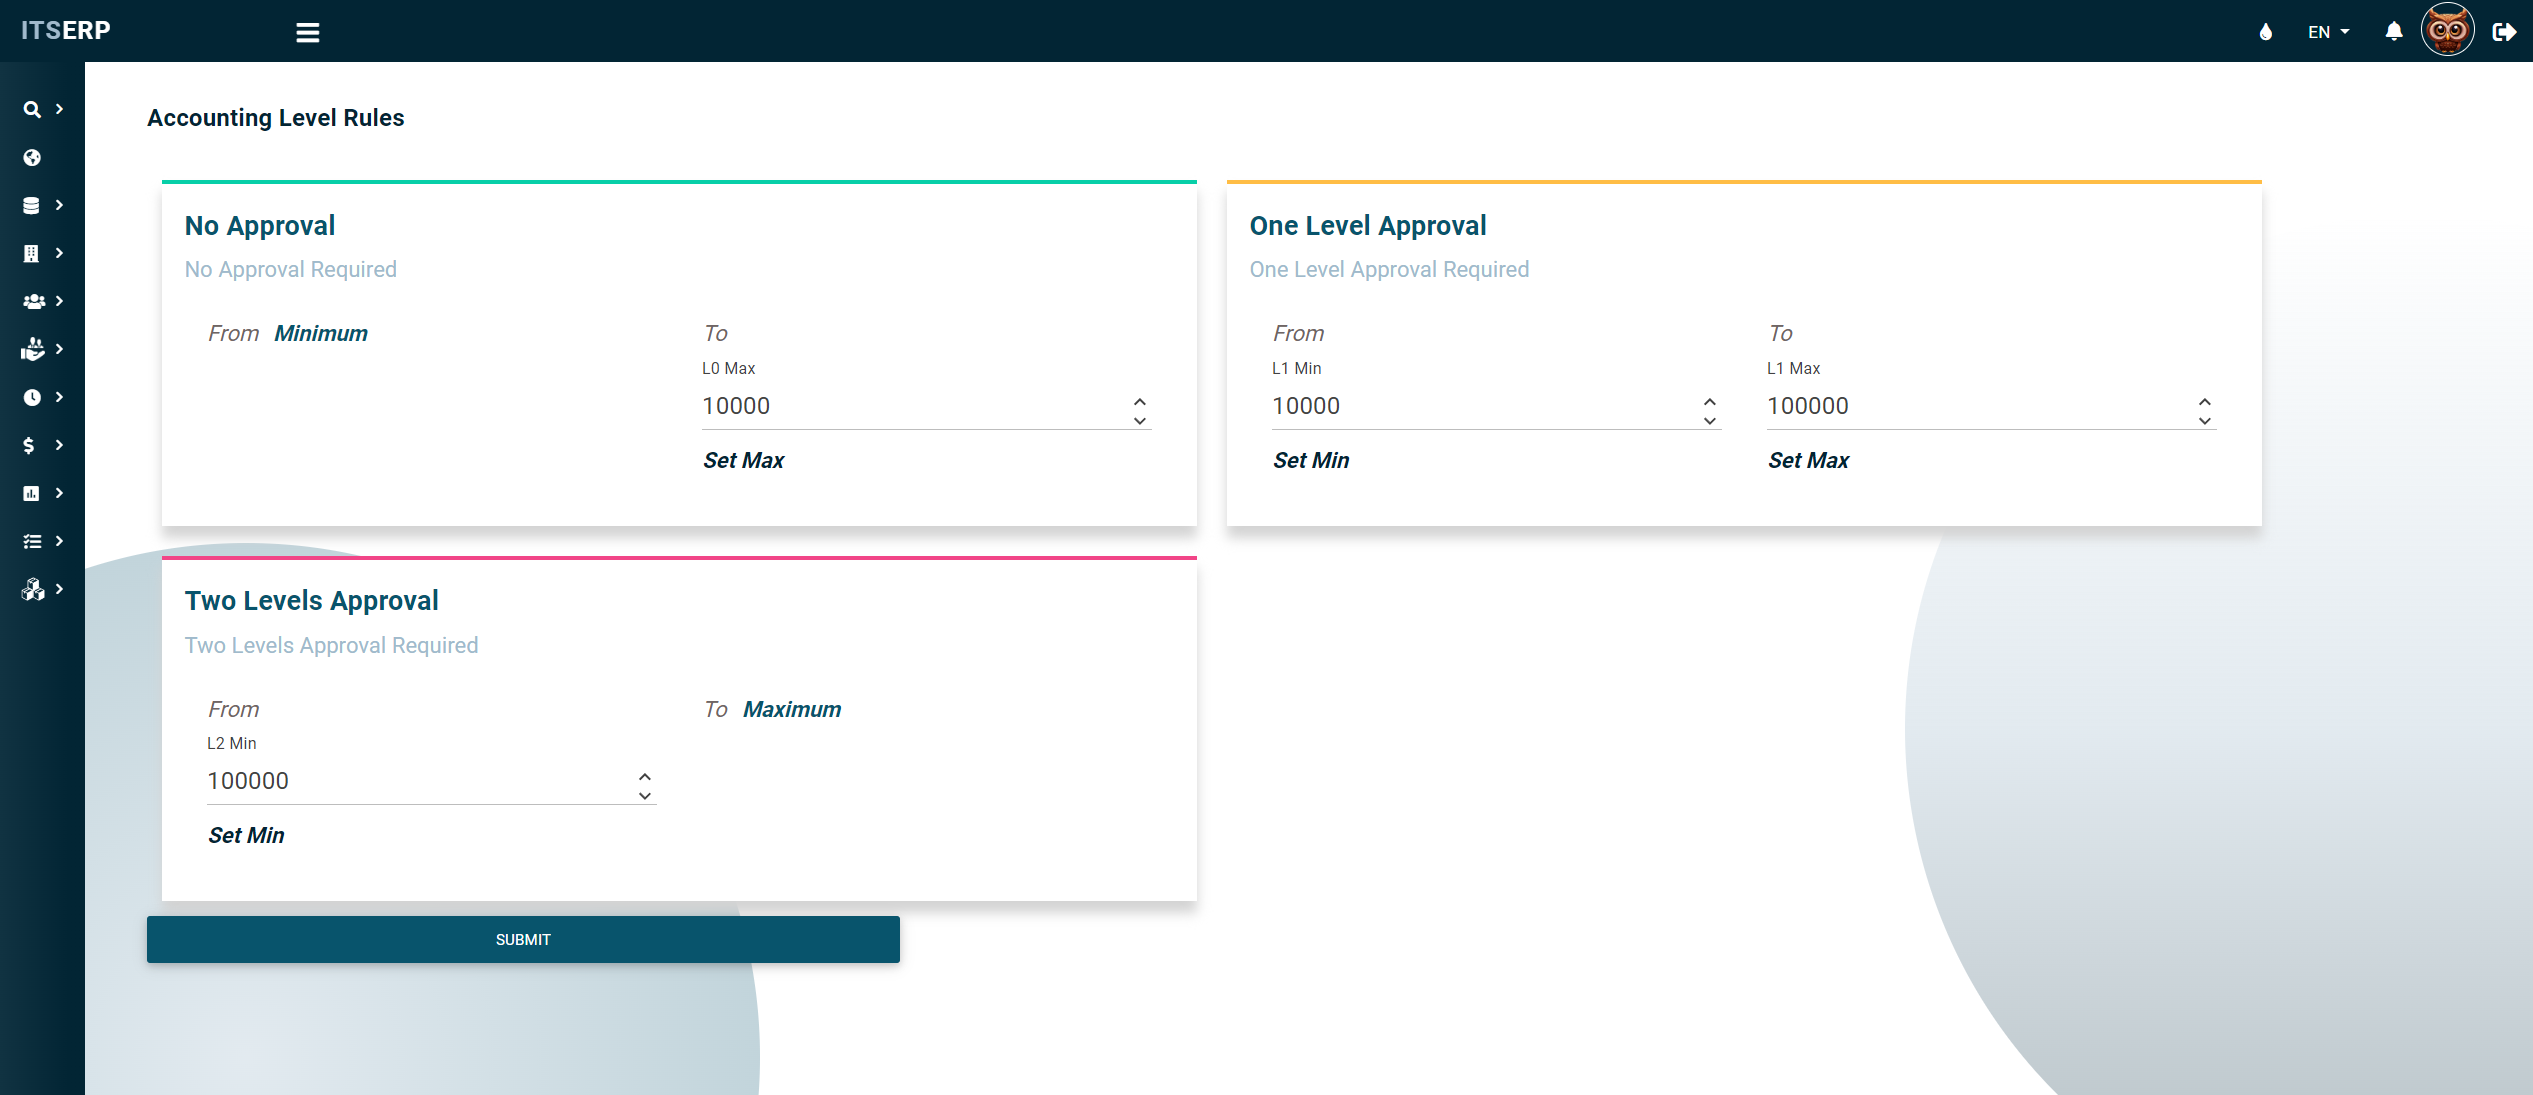 ITSERP
EN
Accounting Level Rules
No Approval
No Approval Required
From Minimum
To
L0 Max
10000
Set Max
One Level Approval
One Level Approval Required
From
L1 Min
10000
Set Min
To
L1 Max
100000
Set Max
Two Levels Approval
Two Levels Approval Required
From
L2 Min
100000
Set Min
To Maximum
SUBMIT